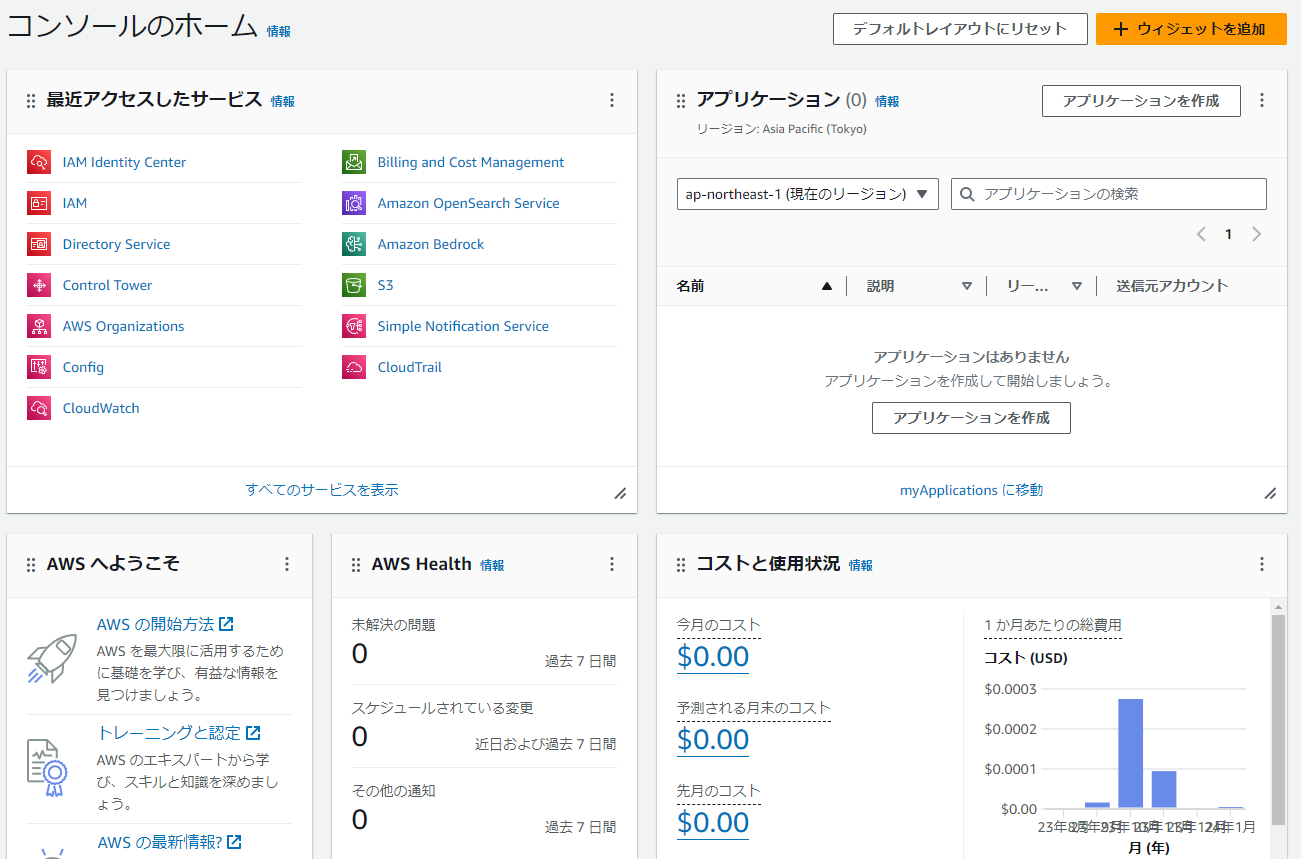 コンソールのホーム 情報
デフォルトレイアウトにリセット
ウィジェットを追加
最近アクセスしたサービス 情報
IAM Identity Center
IAM
Directory Service
Control Tower
AWS Organizations
Config
CloudWatch
Billing and Cost Management
Amazon OpenSearch Service
Amazon Bedrock
S3
Simple Notification Service
CloudTrail
すべてのサービスを表示
アプリケーション (0) 情報
リージョン: Asia Pacific (Tokyo)
アプリケーションを作成
ap-northeast-1 (現在のリージョン)
アプリケーションの検索
1
名前
説明
リー...
送信元アカウント
アプリケーションはありません
アプリケーションを作成して開始しましょう。
アプリケーションを作成
myApplications に移動
AWS へようこそ
AWS の開始方法
AWS を最大限に活用するため
に基礎を学び、有益な情報を
見つけましょう。
トレーニングと認定
AWS のエキスパートから学
び、スキルと知識を深めまし
ょう。
AWS の最新情報?
AWS Health 情報
未解決の問題
0
過去 7 日間
スケジュールされている変更
0
近日および過去 7 日間
その他の通知
0
過去 7 日間
コストと使用状況 情報
今月のコスト
$0.00
予測される月末のコスト
$0.00
先月のコスト
$0.00
1 か月あたりの総費用
コスト (USD)
$0.0003
$0.0002
$0.0001
$0.00
23年8月
24年1月
月 (年)